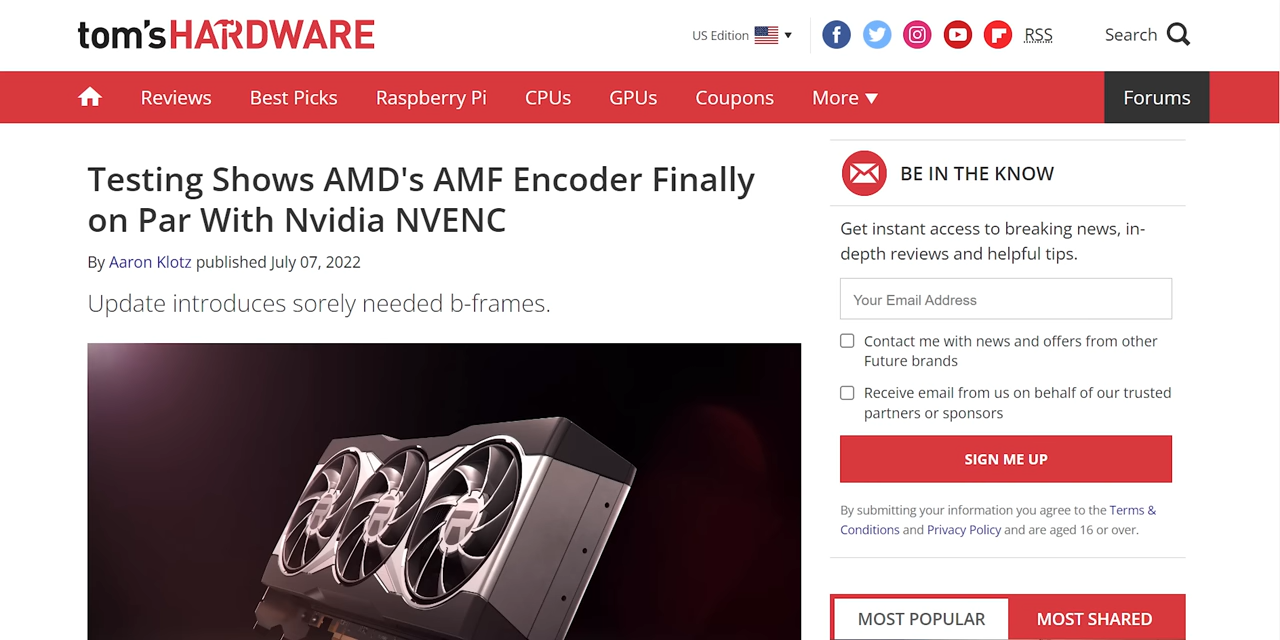 tom's HARDWARE
US Edition
RSS
Search
Reviews
Best Picks
Raspberry Pi
CPUs
GPUs
Coupons
More
Forums
Testing Shows AMD's AMF Encoder Finally
on Par With Nvidia NVENC
By Aaron Klotz published July 07, 2022
Update introduces sorely needed b-frames.
BE IN THE KNOW
Get instant access to breaking news, in-
depth reviews and helpful tips.
Your Email Address
Contact me with news and offers from other
Future brands
Receive email from us on behalf of our trusted
partners or sponsors
SIGN ME UP
By submitting your information you agree to the Terms &
Conditions and Privacy Policy and are aged 16 or over.
MOST POPULAR
MOST SHARED